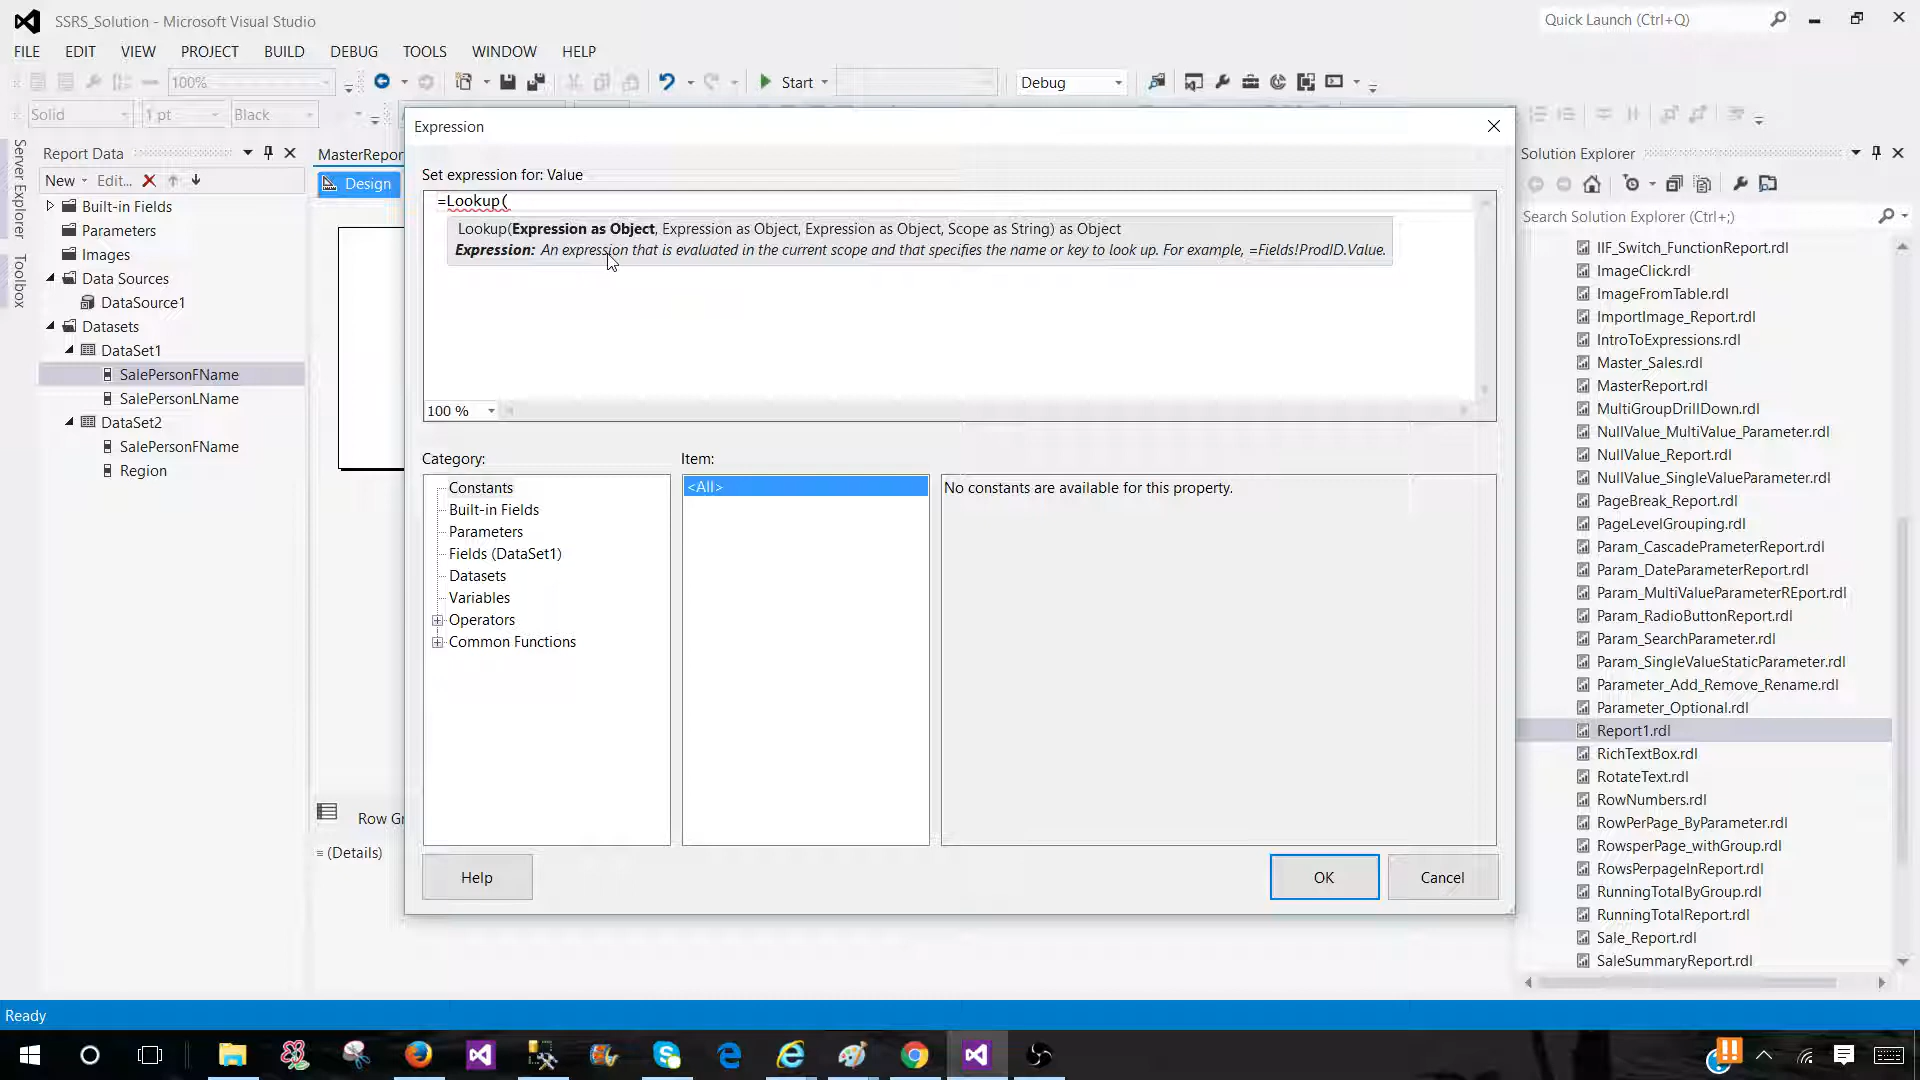 SSRS_Solution - Microsoft Visual Studio
Quick Launch (Ctrl+Q)
FILE EDIT VIEW PROJECT BUILD DEBUG TOOLS WINDOW HELP
100% Start Debug
Solid 1 pt Black
Server Explorer
Toolbox
Report Data
New Edit...
Built-in Fields
Parameters
Images
Data Sources
DataSource1
Datasets
DataSet1
SalePersonFName
SalePersonLName
DataSet2
SalePersonFName
Region
MasterRepor
Design
Row Gr
(Details)
Expression
Set expression for: Value
=Lookup(
Lookup(Expression as Object, Expression as Object, Expression as Object, Scope as String) as Object
Expression: An expression that is evaluated in the current scope and that specifies the name or key to look up. For example, =Fields!ProdID.Value.
100 %
Category:
Constants
Built-in Fields
Parameters
Fields (DataSet1)
Datasets
Variables
Operators
Common Functions
Item:
<All>
No constants are available for this property.
Help
OK
Cancel
Solution Explorer
Search Solution Explorer (Ctrl+;)
IIF_Switch_FunctionReport.rdl
ImageClick.rdl
ImageFromTable.rdl
ImportImage_Report.rdl
IntroToExpressions.rdl
Master_Sales.rdl
MasterReport.rdl
MultiGroupDrillDown.rdl
NullValue_MultiValue_Parameter.rdl
NullValue_Report.rdl
NullValue_SingleValueParameter.rdl
PageBreak_Report.rdl
PageLevelGrouping.rdl
Param_CascadePrameterReport.rdl
Param_DateParameterReport.rdl
Param_MultiValueParameterREport.rdl
Param_RadioButtonReport.rdl
Param_SearchParameter.rdl
Param_SingleValueStaticParameter.rdl
Parameter_Add_Remove_Rename.rdl
Parameter_Optional.rdl
Report1.rdl
RichTextBox.rdl
RotateText.rdl
RowNumbers.rdl
RowPerPage_ByParameter.rdl
RowsperPage_withGroup.rdl
RowsPerpageInReport.rdl
RunningTotalByGroup.rdl
RunningTotalReport.rdl
Sale_Report.rdl
SaleSummaryReport.rdl
Ready